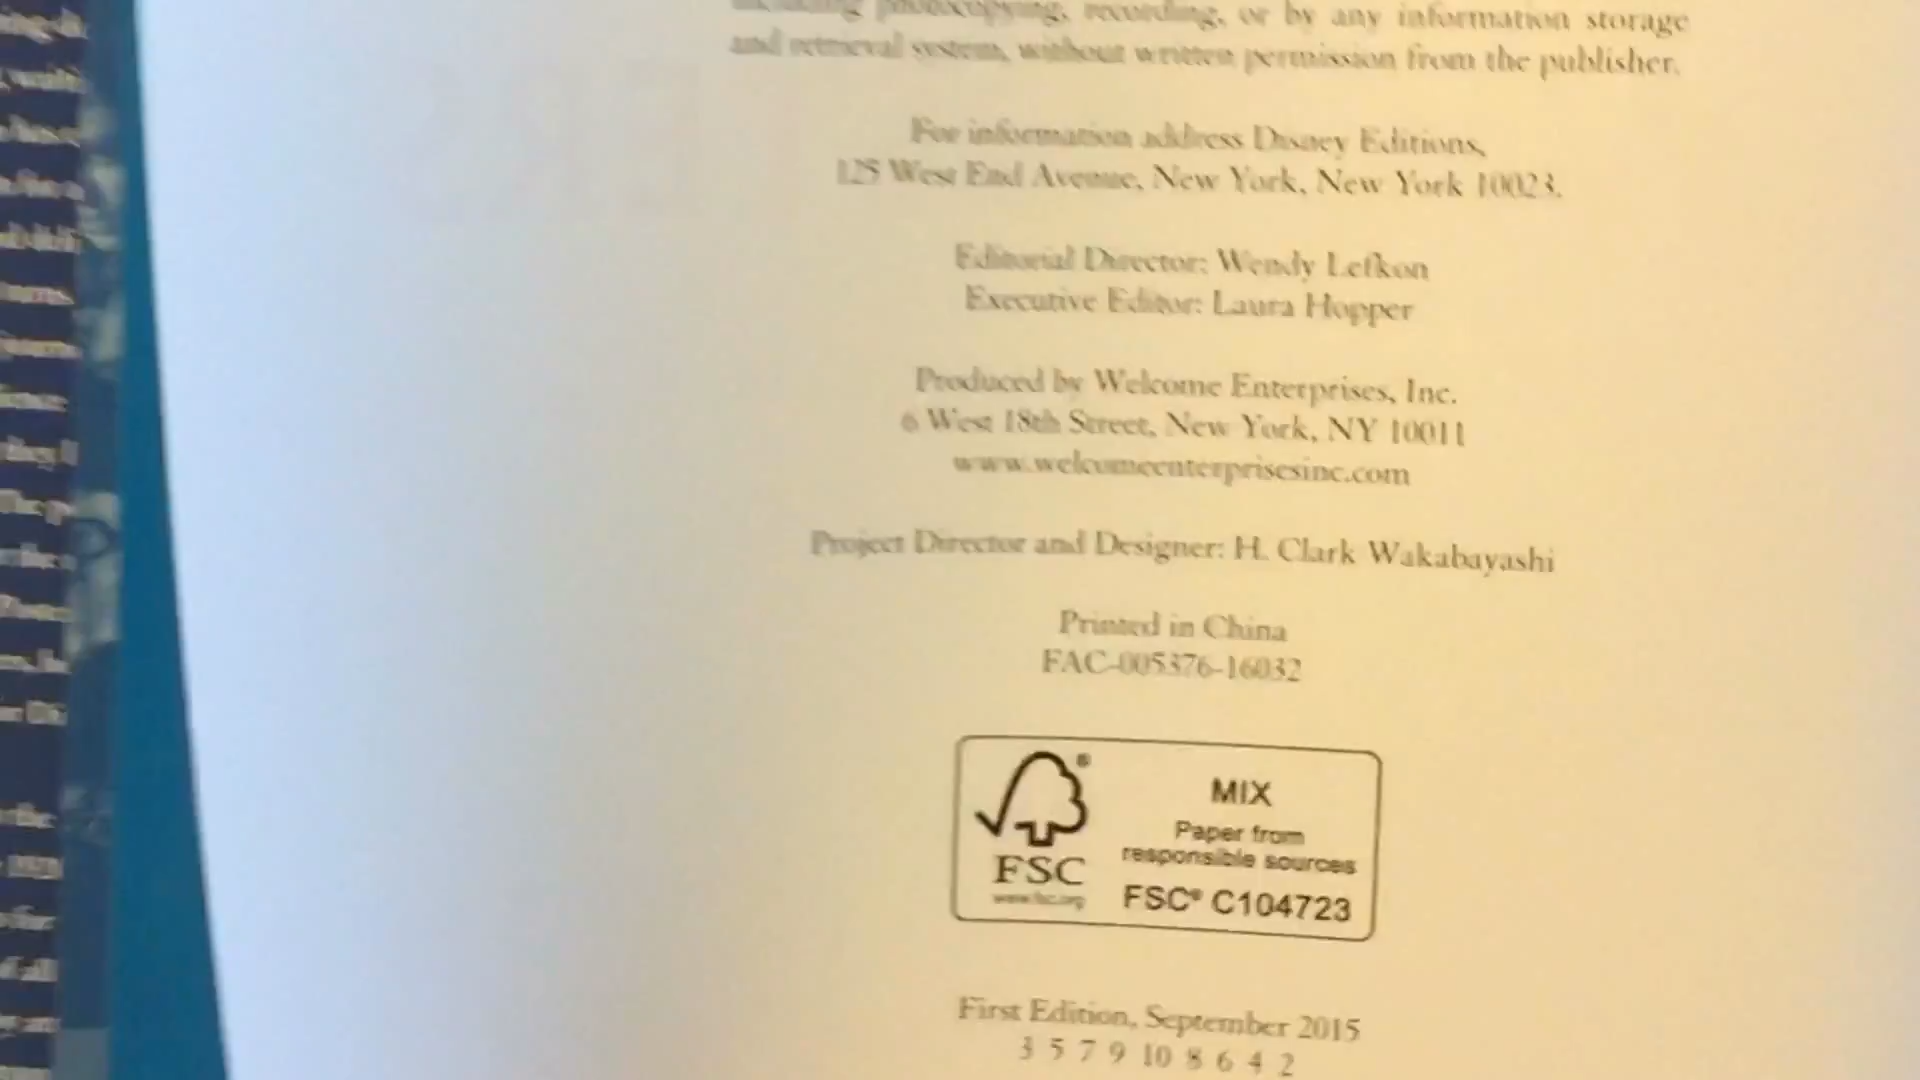 including photocopying, recording, or by any information storage
and retrieval system, without written permission from the publisher.
For information address Disney Editions,
125 West End Avenue, New York, New York 10023.
Editorial Director: Wendy Lefkon
Executive Editor: Laura Hopper
Produced by Welcome Enterprises, Inc.
6 West 18th Street, New York, NY 10011
www.welcomeenterprisesinc.com
Project Director and Designer: H. Clark Wakabayashi
Printed in China
FAC-005376-16032
MIX
Paper from
responsible sources
FSC® C104723
FSC
www.fsc.org
First Edition, September 2015
3 5 7 9 10 8 6 4 2